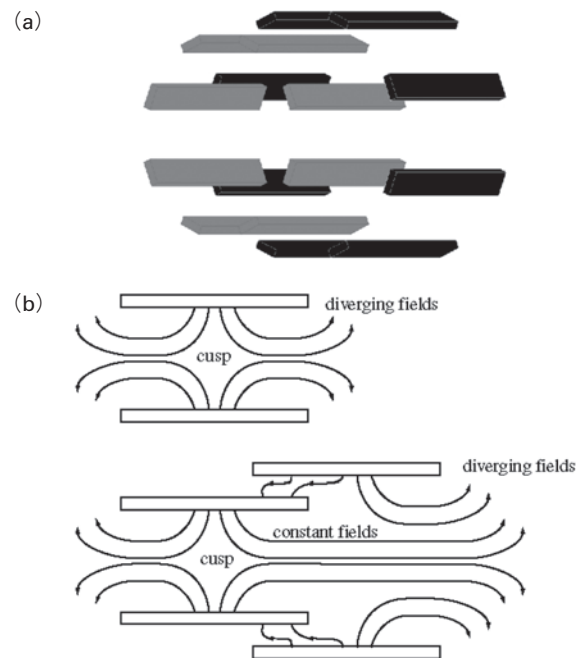 (a)
(b)
diverging fields
cusp
diverging fields
constant fields
cusp